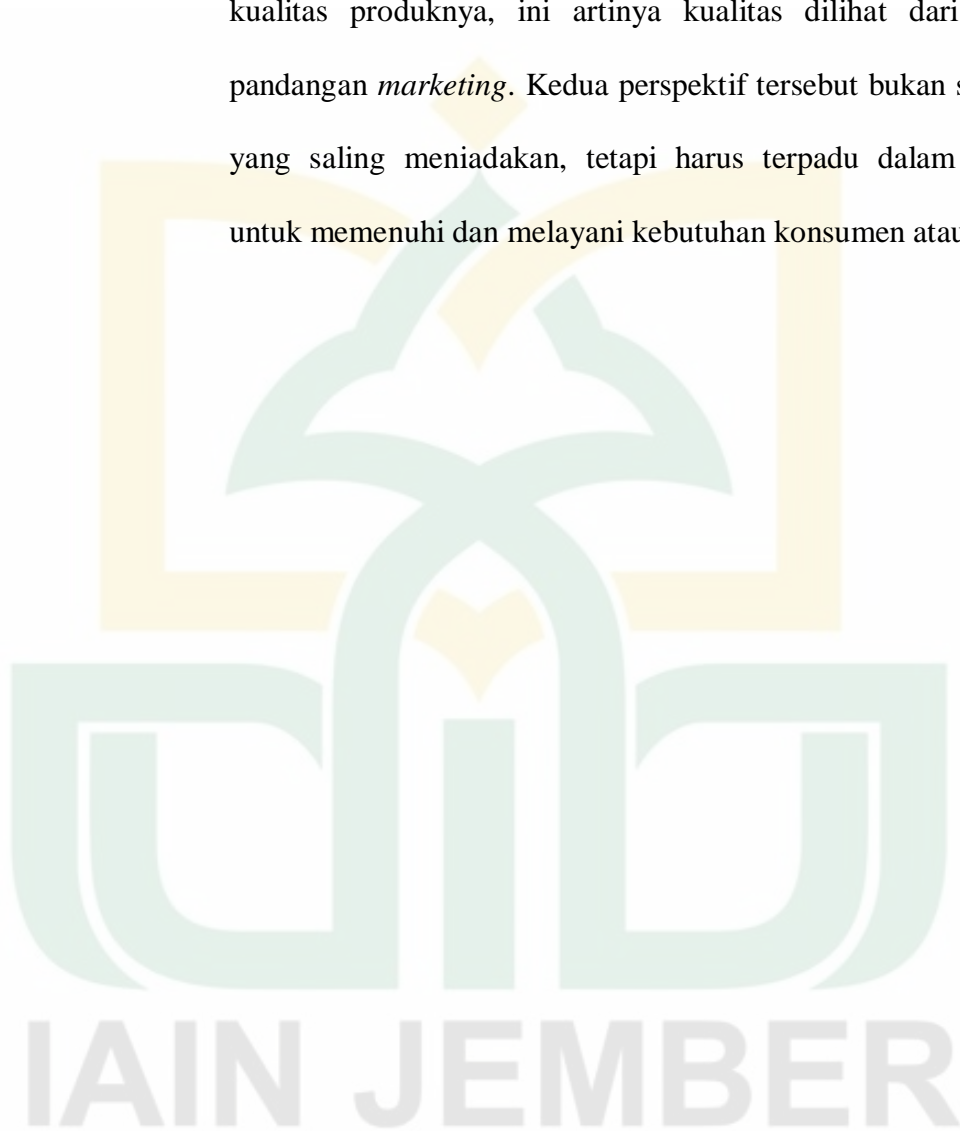 kualitas produknya, ini artinya kualitas dilihat dari
pandangan marketing. Kedua perspektif tersebut bukan
yang saling meniadakan, tetapi harus terpadu dalam
untuk memenuhi dan melayani kebutuhan konsumen atau
IAIN JEMBER